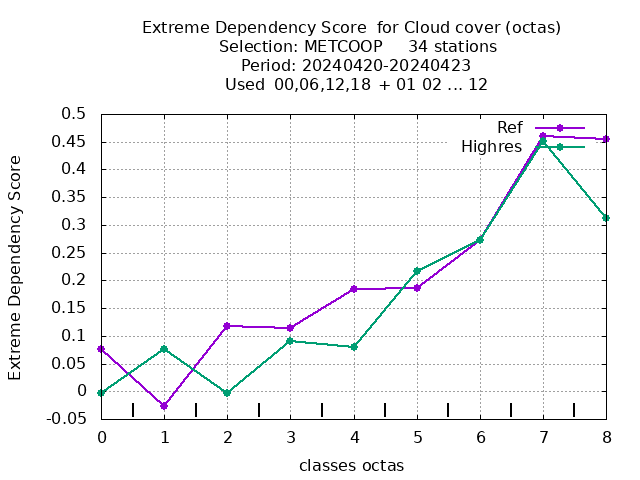 Extreme Dependency Score  for Cloud cover (octas)
Selection: METCOOP     34 stations
Period: 20240420-20240423
Used  00,06,12,18 + 01 02 ... 12
Ref
Highres
Extreme Dependency Score
0.5
0.45
0.4
0.35
0.3
0.25
0.2
0.15
0.1
0.05
0
-0.05
0 1 2 3 4 5 6 7 8
classes octas